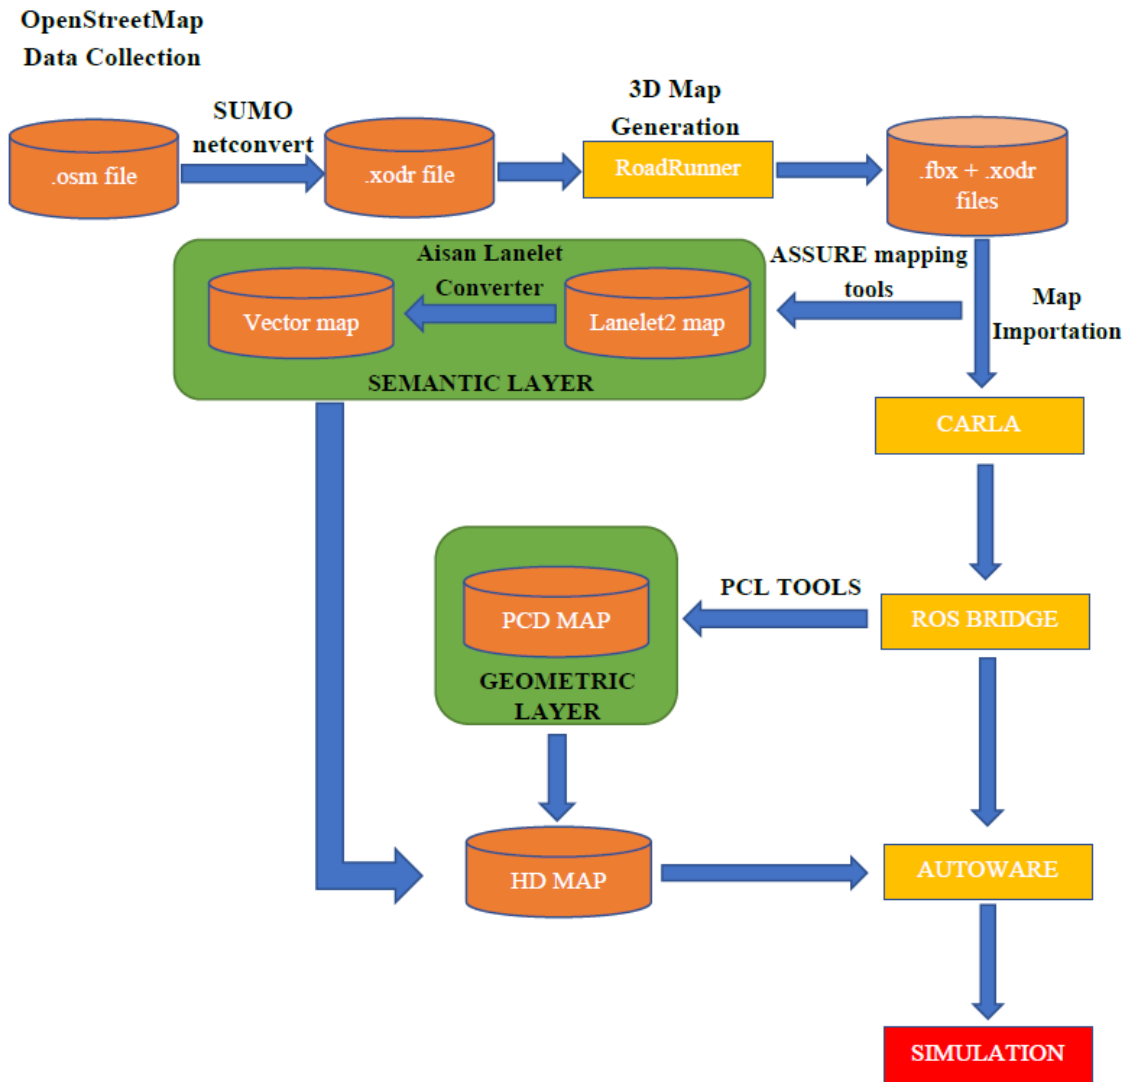 OpenStreetMap
Data Collection
SUMO
netconvert
3D Map
Generation
.osm file
.xodr file
RoadRunner
.fbx + .xodr
files
Aisan Lanelet
Converter
ASSURE mapping
tools
Map
Importation
Vector map
Lanelet2 map
SEMANTIC LAYER
CARLA
PCD MAP
PCL TOOLS
ROS BRIDGE
GEOMETRIC
LAYER
HD MAP
AUTOWARE
SIMULATION